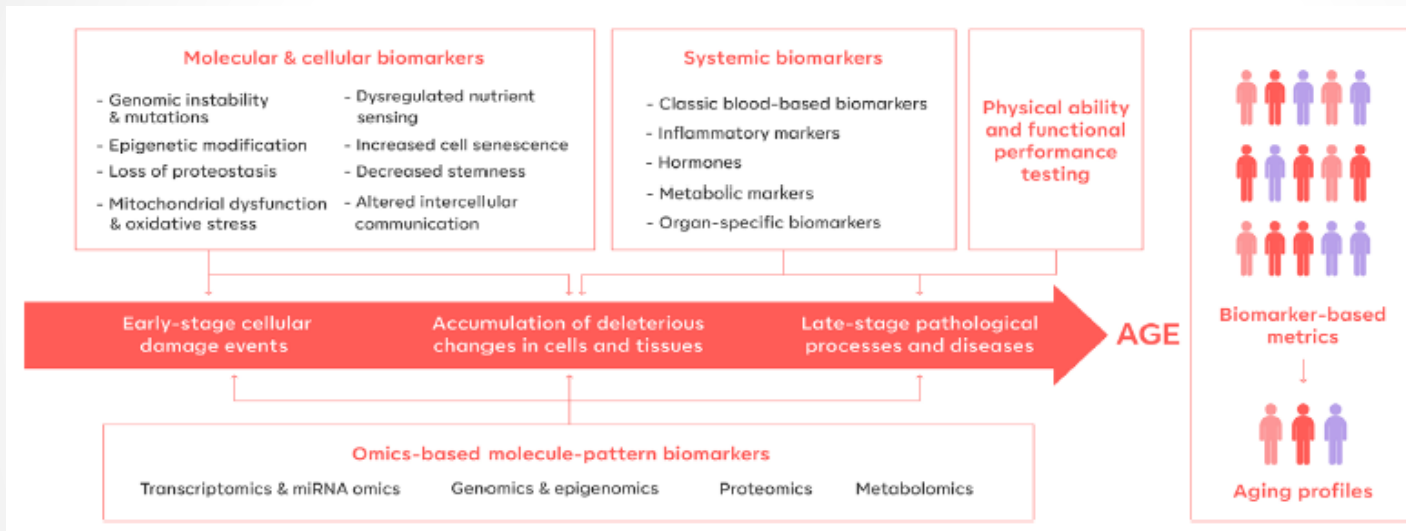 Molecular & cellular biomarkers
- Genomic instability
& mutations
- Epigenetic modification
- Loss of proteostasis
- Mitochondrial dysfunction
& oxidative stress
- Dysregulated nutrient
sensing
- Increased cell senescence
- Decreased stemness
- Altered intercellular
communication
Systemic biomarkers
- Classic blood-based biomarkers
- Inflammatory markers
- Hormones
- Metabolic markers
- Organ-specific biomarkers
Physical ability
and functional
performance
testing
Early-stage cellular
damage events
Accumulation of deleterious
changes in cells and tissues
Late-stage pathological
processes and diseases
AGE
Omics-based molecule-pattern biomarkers
Transcriptomics & miRNA omics
Genomics & epigenomics
Proteomics
Metabolomics
Biomarker-based
metrics
Aging profiles